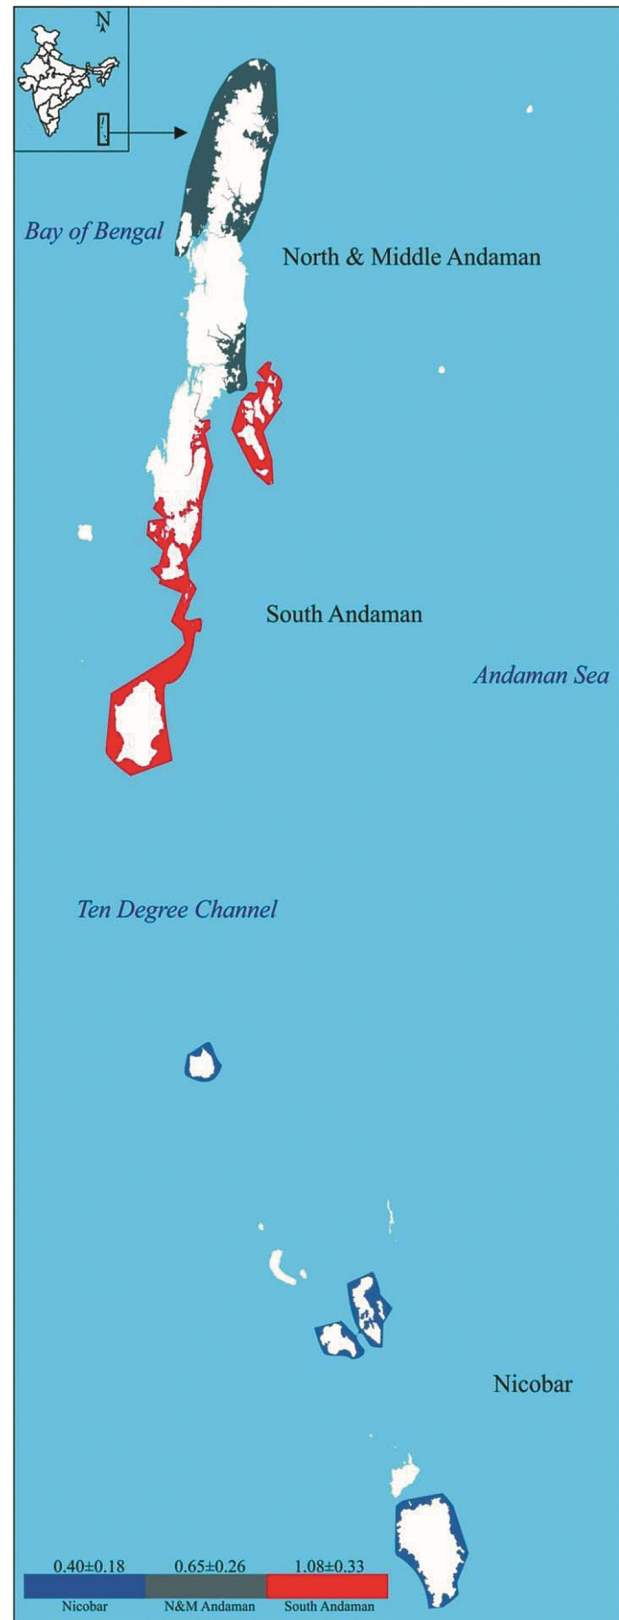 N
Bay of Bengal
North & Middle Andaman
South Andaman
Andaman Sea
Ten Degree Channel
Nicobar
0.40±0.18 0.65±0.26 1.08±0.33
Nicobar N&M Andaman South Andaman